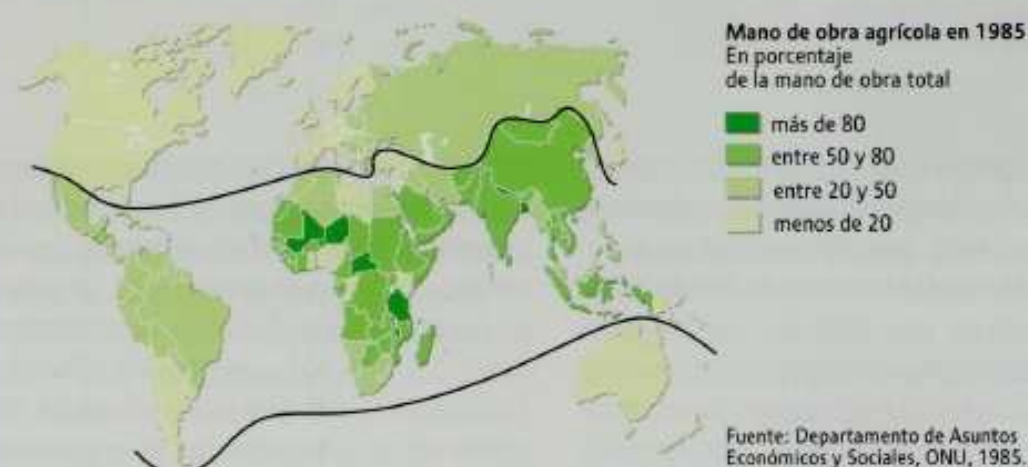 Mano de obra agrícola en 1985
En porcentaje
de la mano de obra total
más de 80
entre 50 y 80
entre 20 y 50
menos de 20
Fuente: Departamento de Asuntos
Económicos y Sociales, ONU, 1985.